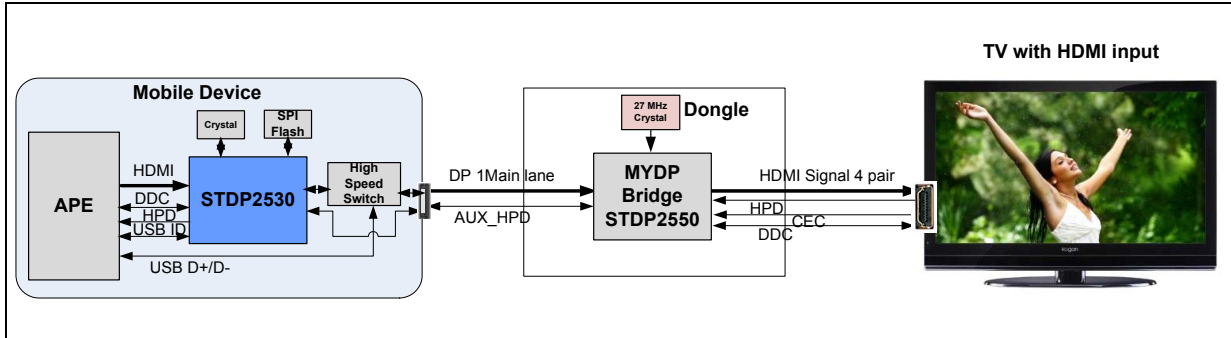 TV with HDMI input
Mobile Device
Crystal
SPI
Flash
27 MHz
Crystal
Dongle
APE
HDMI
DDC
HPD
USB ID
STDP2530
High
Speed
Switch
USB D+/D-
DP 1Main lane
AUX_HPD
MYDP
Bridge
STDP2550
HDMI Signal 4 pair
HPD
CEC
DDC
kogan